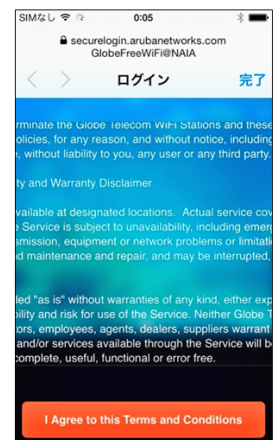 SIMなし 0:05
securelogin.arubanetworks.com
GlobeFreeWiFi@NAIA
ログイン 完了
rminate the Globe Telecom WiFi Stations and these
olicies, for any reason, and without notice, including
, without liability to you, any user or any third party.
ty and Warranty Disclaimer
vailable at designated locations. Actual service cov
e Service is subject to unavailability, including emerg
smission, equipment or network problems or limitati
d maintenance and repair, and may be interrupted,
ded "as is" without warranties of any kind, either exp
bility and risk for use of the Service. Neither Globe T
tors, employees, agents, dealers, suppliers warrant
and/or services available through the Service will b
complete, useful, functional or error free.
I Agree to this Terms and Conditions